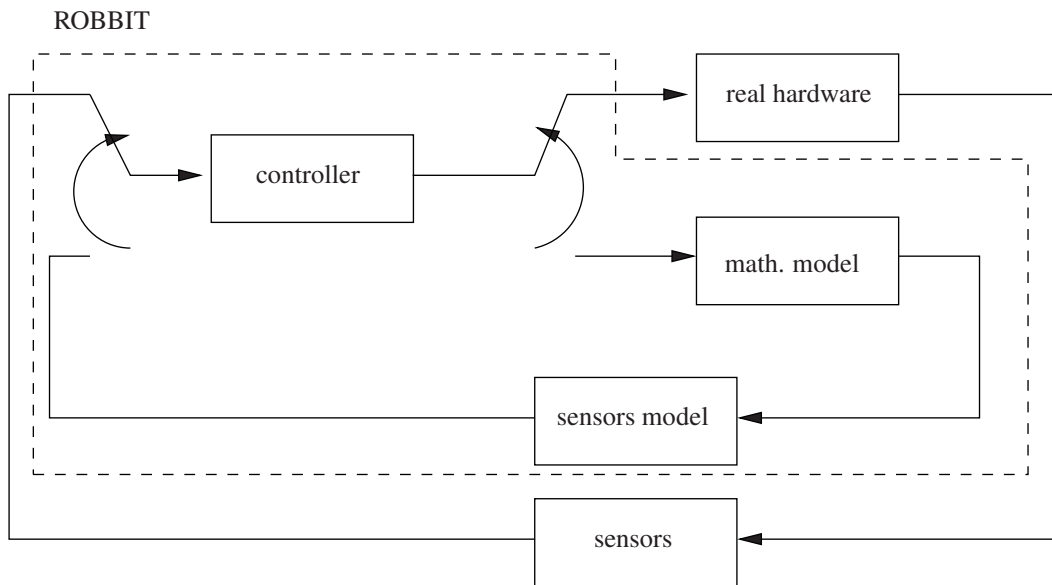 ROBBIT
real hardware
controller
math. model
sensors model
sensors